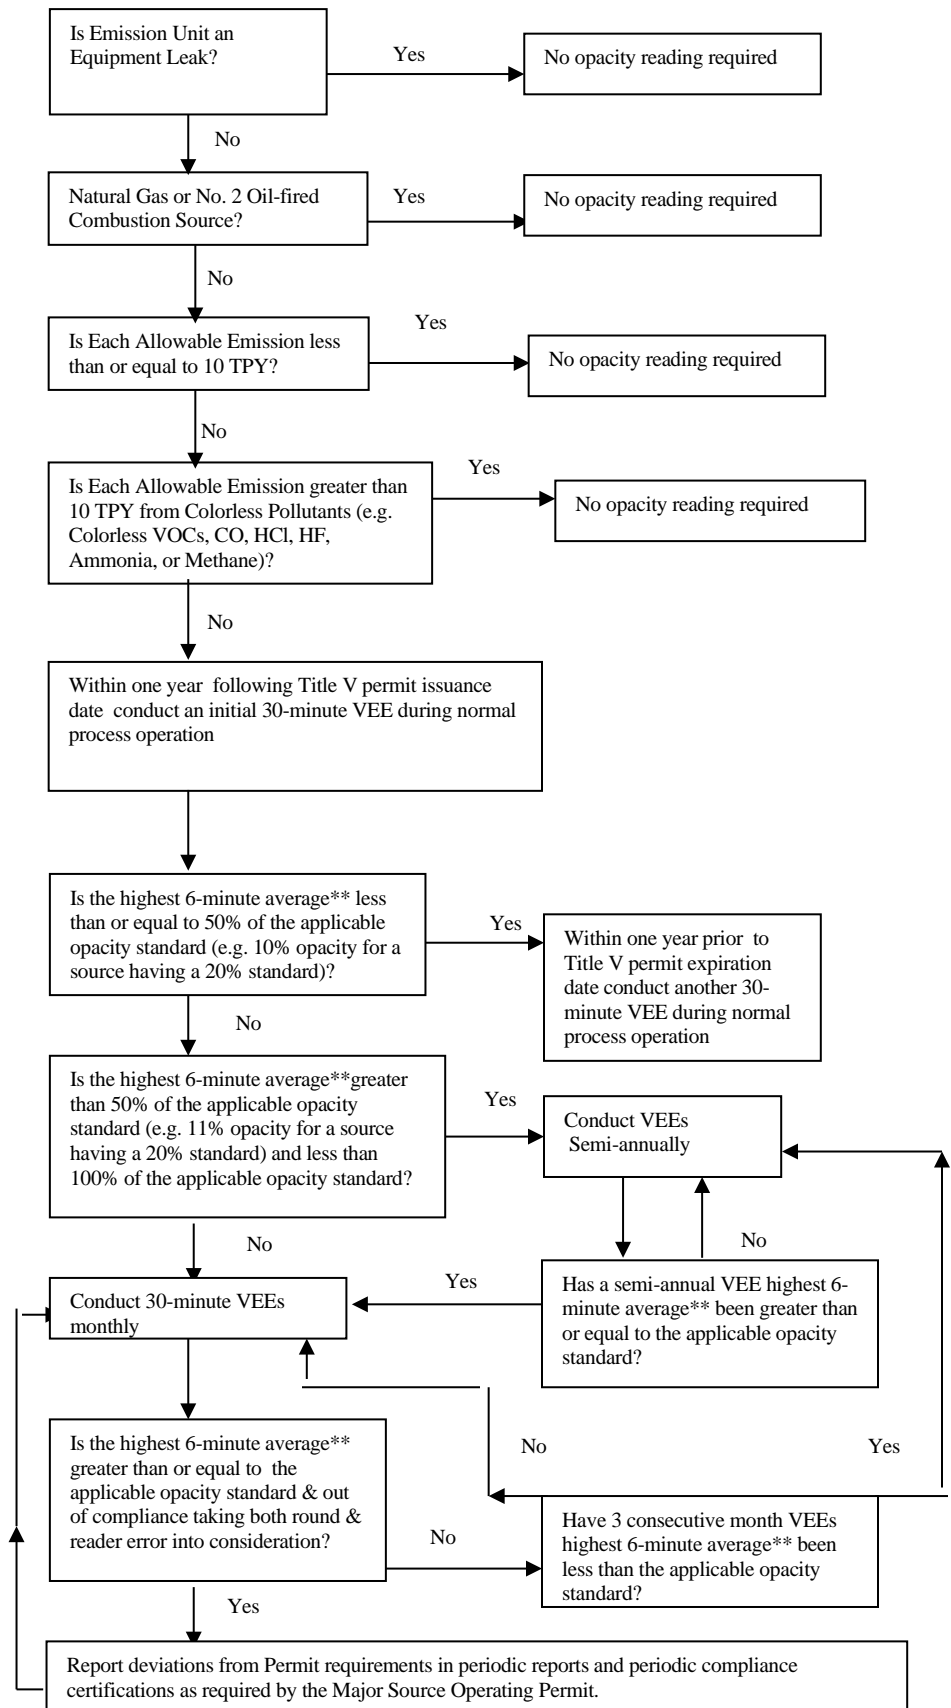 Is Emission Unit an
Equipment Leak?
Yes
No opacity reading required
No
Natural Gas or No. 2 Oil-fired
Combustion Source?
Yes
No opacity reading required
No
Is Each Allowable Emission less
than or equal to 10 TPY?
Yes
No opacity reading required
No
Is Each Allowable Emission greater than
10 TPY from Colorless Pollutants (e.g.
Colorless VOCs, CO, HCl, HF,
Ammonia, or Methane)?
Yes
No opacity reading required
No
Within one year following Title V permit issuance
date conduct an initial 30-minute VEE during normal
process operation
Is the highest 6-minute average** less
than or equal to 50% of the applicable
opacity standard (e.g. 10% opacity for a
source having a 20% standard)?
Yes
Within one year prior to
Title V permit expiration
date conduct another 30-
minute VEE during normal
process operation
No
Is the highest 6-minute average**greater
than 50% of the applicable opacity
standard (e.g. 11% opacity for a source
having a 20% standard) and less than
100% of the applicable opacity standard?
Yes
Conduct VEEs
Semi-annually
No
No
Conduct 30-minute VEEs
monthly
Yes
Has a semi-annual VEE highest 6-
minute average** been greater than
or equal to the applicable opacity
standard?
Is the highest 6-minute average**
greater than or equal to the
applicable opacity standard & out
of compliance taking both round &
reader error into consideration?
No
Yes
No
Have 3 consecutive month VEEs
highest 6-minute average** been
less than the applicable opacity
standard?
Yes
Report deviations from Permit requirements in periodic reports and periodic compliance
certifications as required by the Major Source Operating Permit.